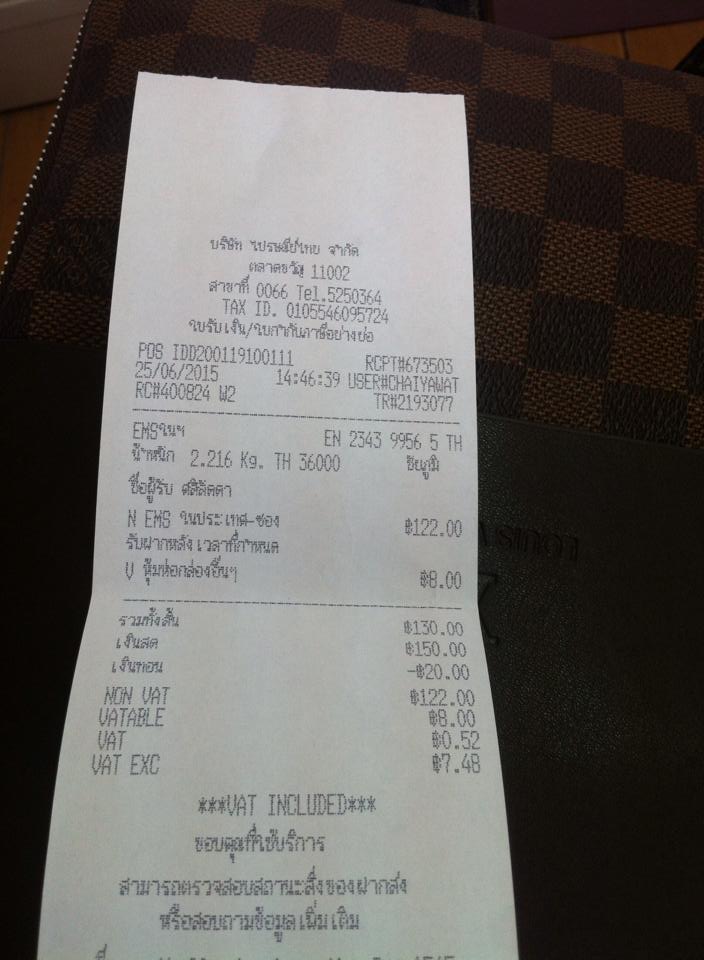 บริษัท ไปรษณีย์ไทย จำกัด
ตลาดขวัญ 11002
สาขาที่ 0066 Tel.5250364
TAX ID. 0105546095724
ใบรับเงิน/ใบกำกับภาษีอย่างย่อ
POS IDD200119100111 RCPT#673503
25/06/2015 14:46:39 USER#CHAIYAWAT
RC#400824 W2 TR#2193077
EMSในฯ EN 2343 9956 5 TH
น้ำหนัก 2.216 Kg. TH 36000 ชัยภูมิ
ชื่อผู้รับ ศสิลัดดา
N EMS ในประเทศ-ซอง ฿122.00
รับฝากหลังเวลาที่กำหนด
V หุ้มห่อกล่องอื่นๆ ฿8.00
รวมทั้งสิ้น ฿130.00
เงินสด ฿150.00
เงินทอน -฿20.00
NON VAT ฿122.00
VATABLE ฿8.00
VAT ฿0.52
VAT EXC ฿7.48
***VAT INCLUDED***
ขอบคุณที่ใช้บริการ
สามารถตรวจสอบสถานะสิ่งของฝากส่ง
หรือสอบถามข้อมูลเพิ่มเติม